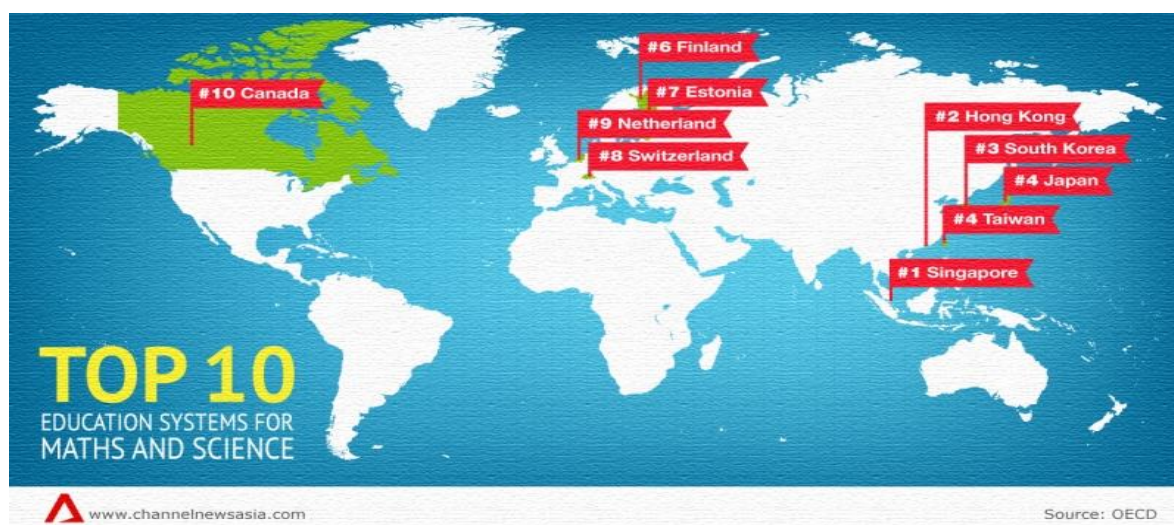 #6 Finland
#10 Canada
#7 Estonia
#9 Netherland
#2 Hong Kong
#8 Switzerland
#3 South Korea
#4 Japan
#4 Taiwan
#1 Singapore
TOP 10
EDUCATION SYSTEMS FOR
MATHS AND SCIENCE
www.channelnewsasia.com
Source: OECD